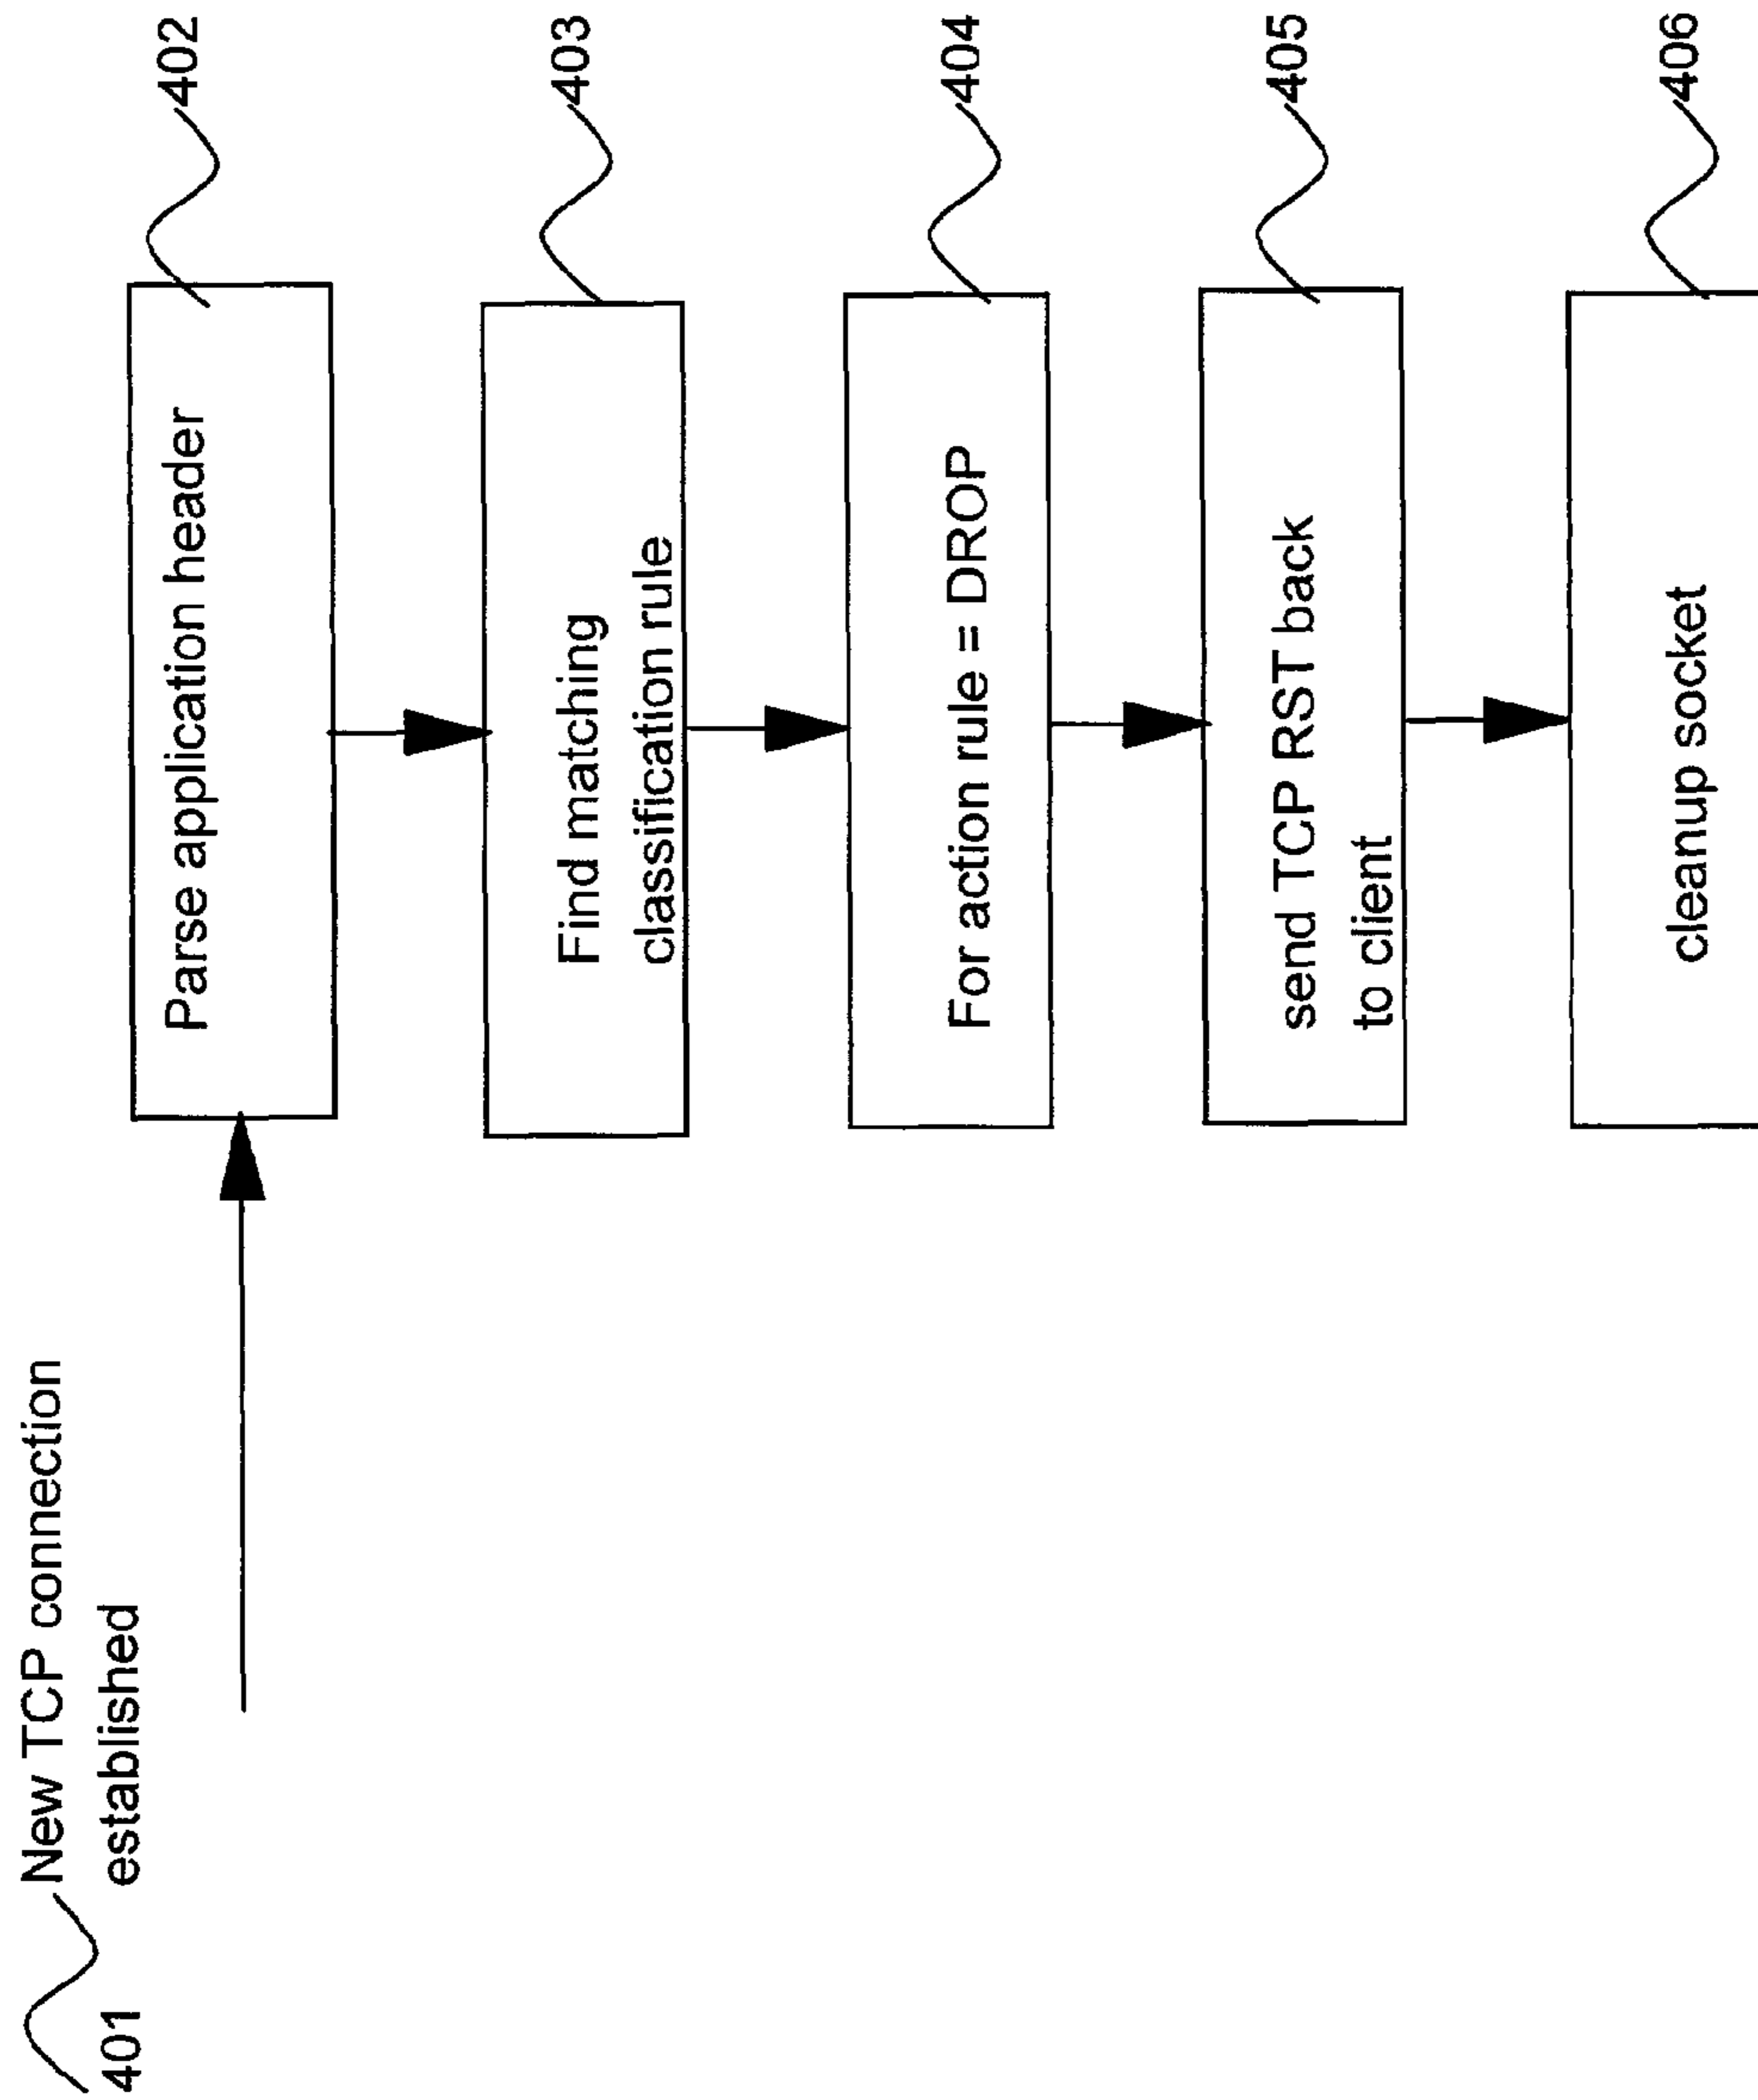 New TCP connection
established
401
Parse application header
402
Find matching
classification rule
403
For action rule = DROP
404
send TCP RST back
to client
405
cleanup socket
406